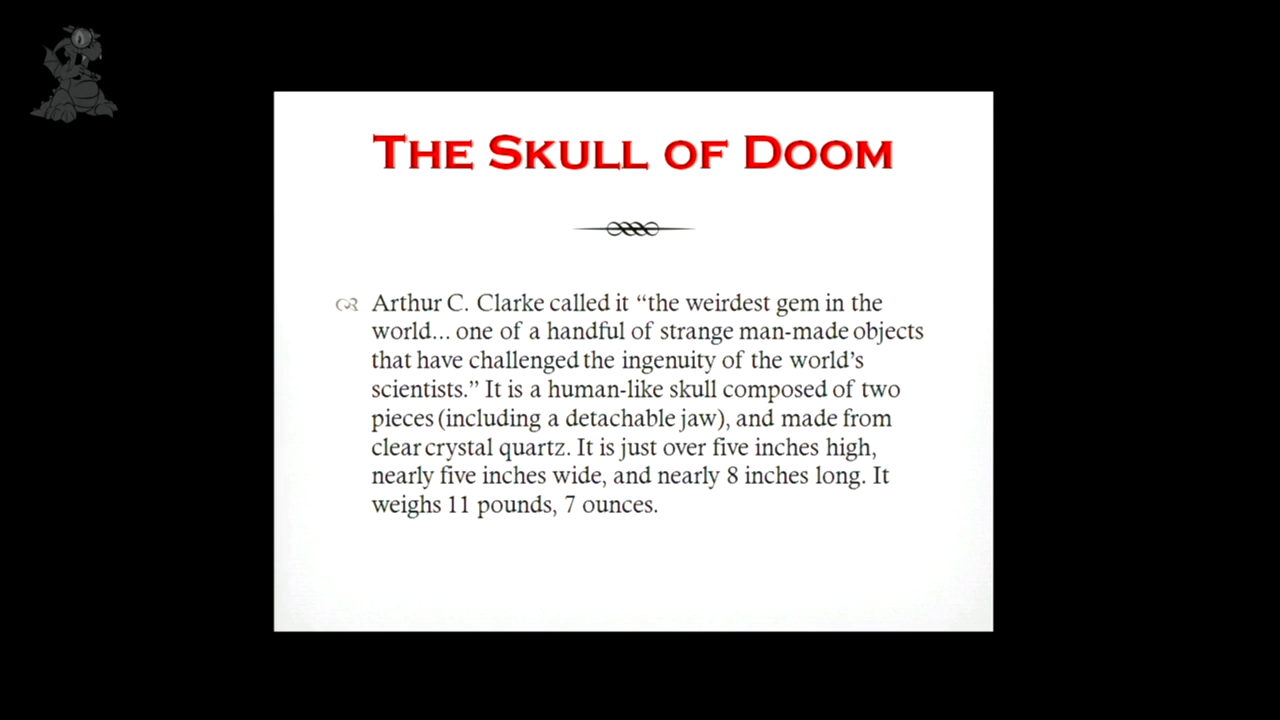 The Skull of Doom
Arthur C. Clarke called it “the weirdest gem in the
world… one of a handful of strange man-made objects
that have challenged the ingenuity of the world’s
scientists.” It is a human-like skull composed of two
pieces (including a detachable jaw), and made from
clear crystal quartz. It is just over five inches high,
nearly five inches wide, and nearly 8 inches long. It
weighs 11 pounds, 7 ounces.